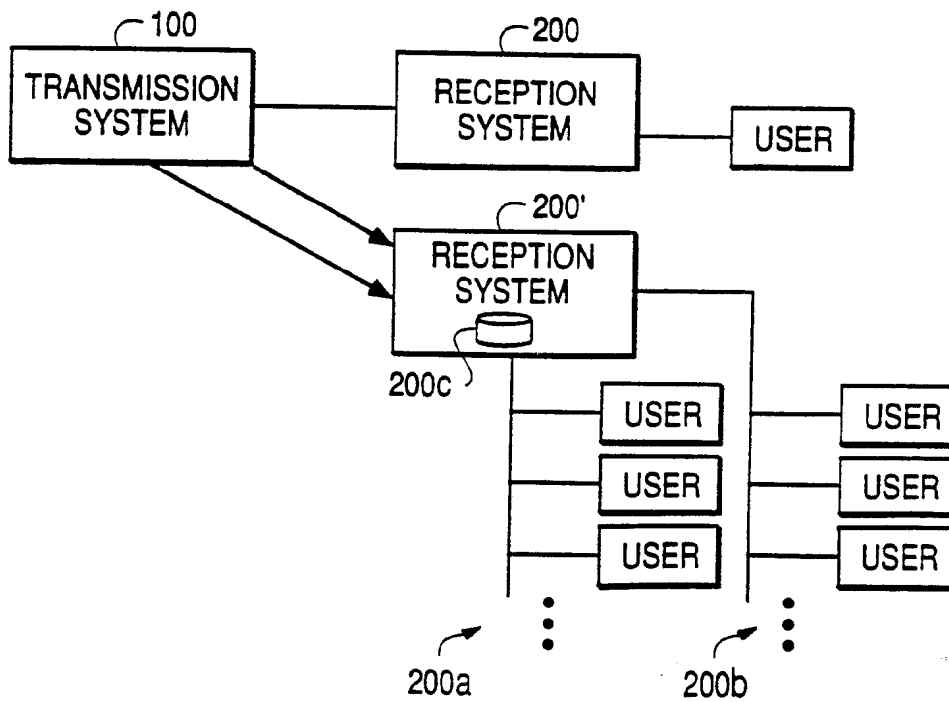 100
TRANSMISSION
SYSTEM
200
RECEPTION
SYSTEM
USER
200'
RECEPTION
SYSTEM
200c
USER
USER
USER
USER
USER
USER
200a
200b